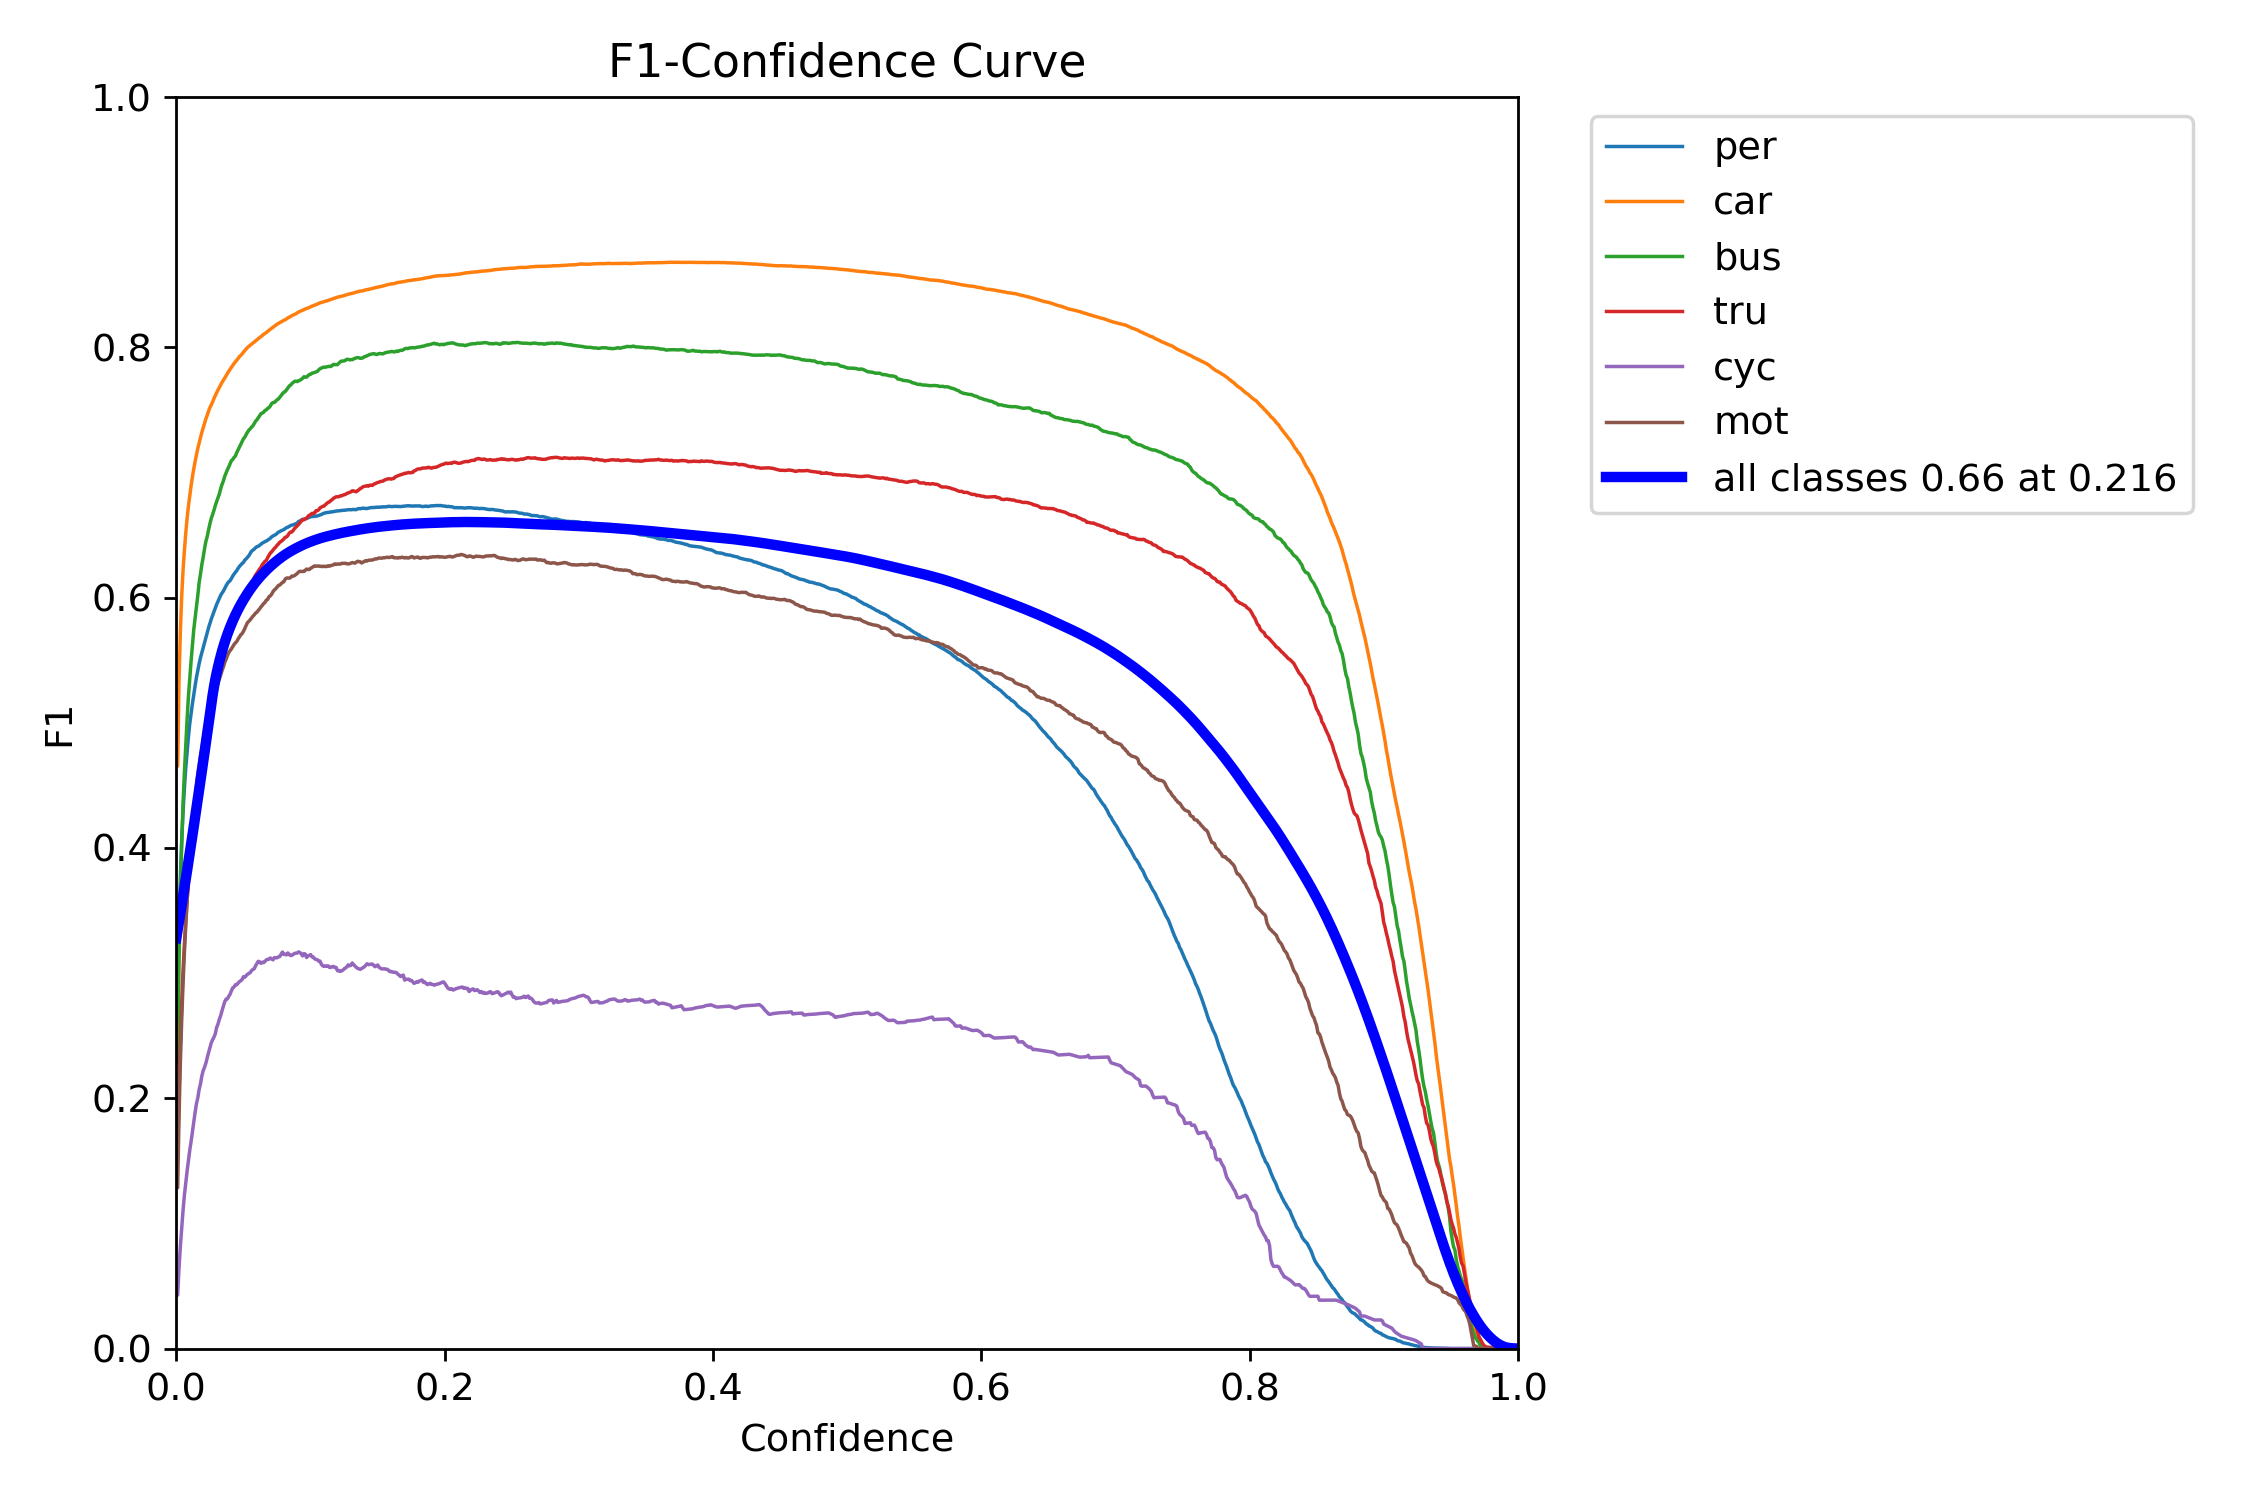 F1-Confidence Curve
1.0
0.8
0.6
0.4
0.2
0.0
F1
0.0 0.2 0.4 0.6 0.8 1.0
Confidence
per
car
bus
tru
cyc
mot
all classes 0.66 at 0.216